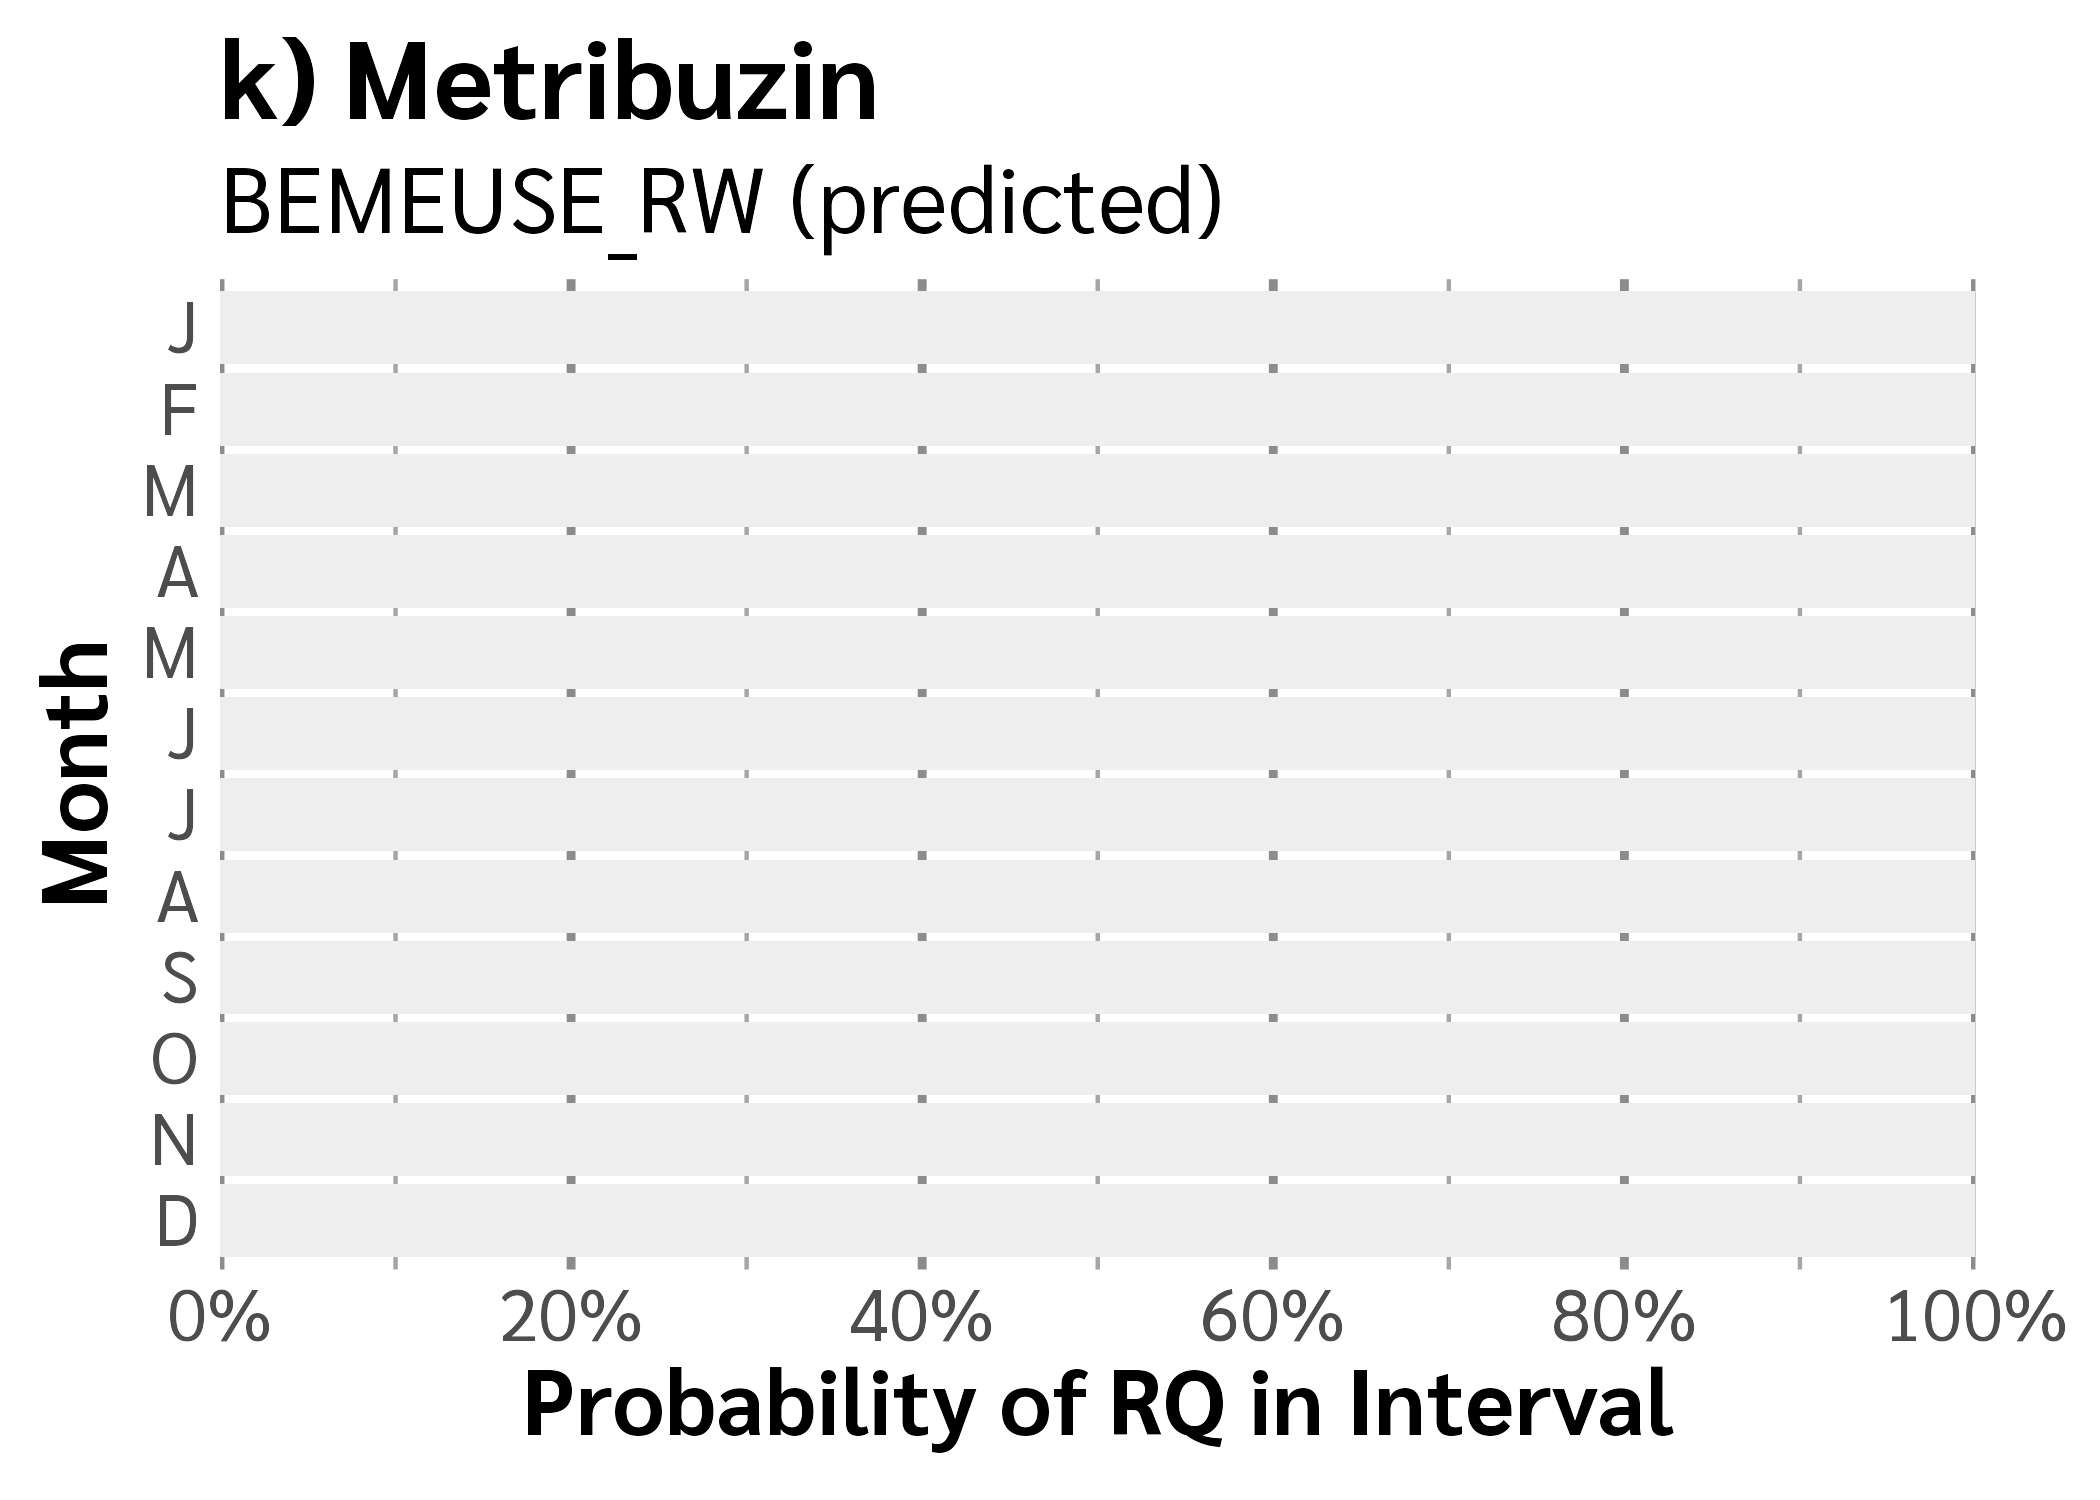 k) Metribuzin
BEMEUSE_RW (predicted)
Month
J
F
M
A
M
J
J
A
S
O
N
D
0% 20% 40% 60% 80% 100%
Probability of RQ in Interval